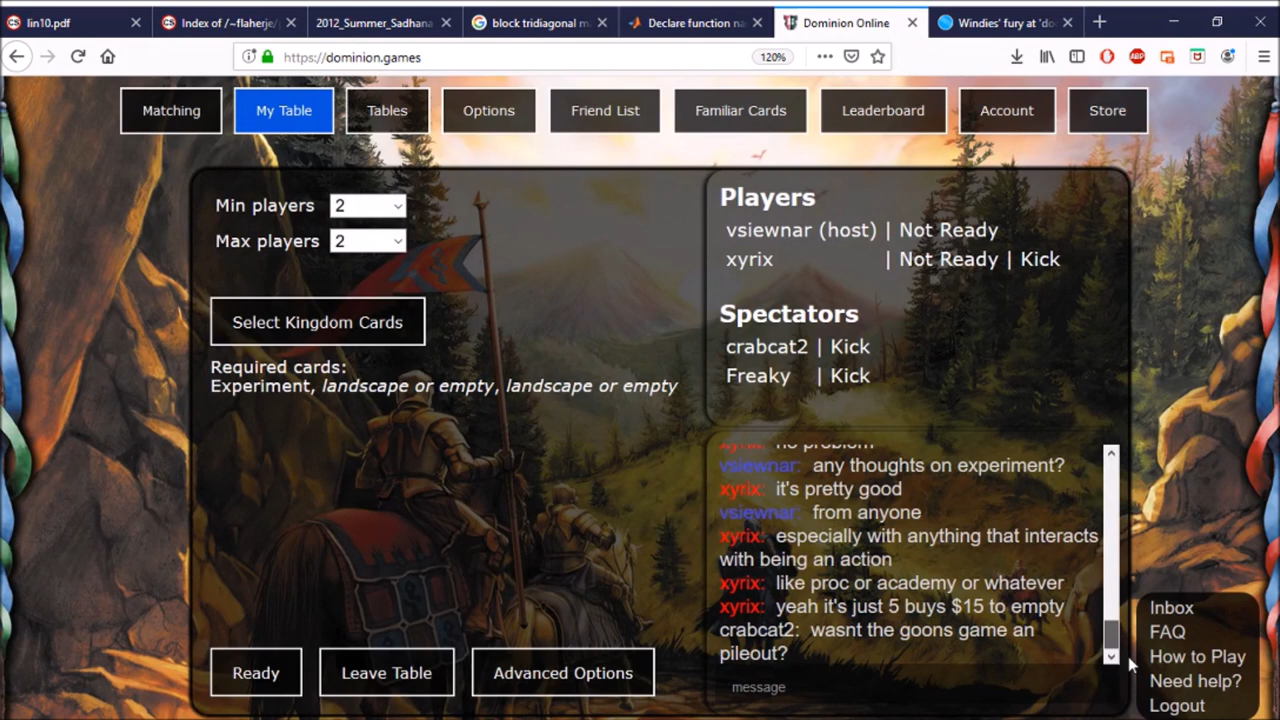 lin10.pdf
Index of /~flaherje/
2012_Summer_Sadhana
block tridiagonal m
Declare function na
Dominion Online
Windies' fury at 'do
https://dominion.games
120%
Matching
My Table
Tables
Options
Friend List
Familiar Cards
Leaderboard
Account
Store
Min players 2
Max players 2
Select Kingdom Cards
Required cards:
Experiment, landscape or empty, landscape or empty
Ready
Leave Table
Advanced Options
Players
vsiewnar (host) | Not Ready
xyrix | Not Ready | Kick
Spectators
crabcat2 | Kick
Freaky | Kick
xyrix: no problem
vsiewnar: any thoughts on experiment?
xyrix: it's pretty good
vsiewnar: from anyone
xyrix: especially with anything that interacts
with being an action
xyrix: like proc or academy or whatever
xyrix: yeah it's just 5 buys $15 to empty
crabcat2: wasnt the goons game an
pileout?
message
Inbox
FAQ
How to Play
Need help?
Logout